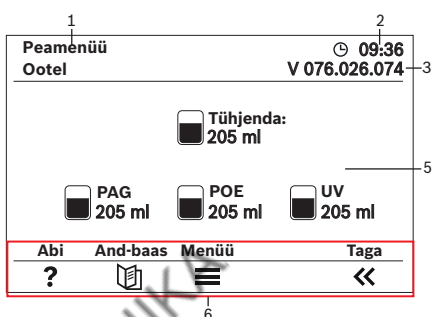 1 2
Peamenüü 09:36
Ootel V 076.026.074 3
Tühjenda:
205 ml
5
PAG POE UV
205 ml 205 ml 205 ml
Abi And-baas Menüü Taga
?
6